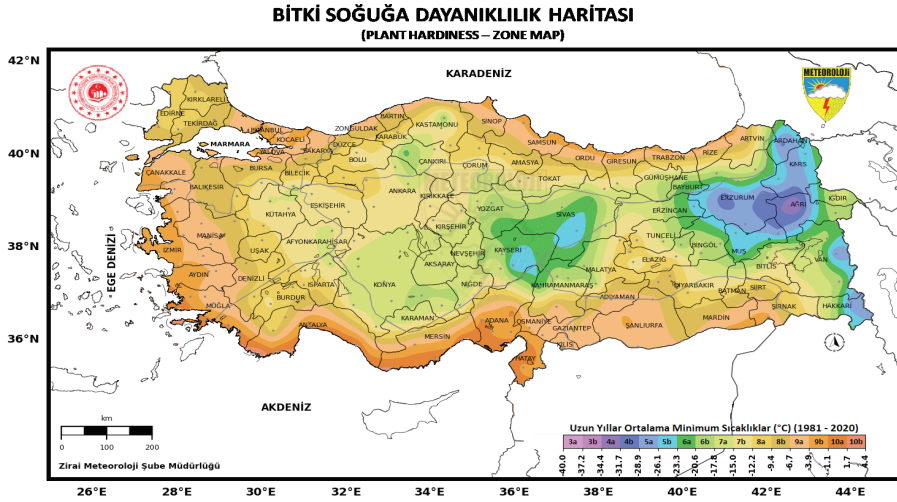 BİTKİ SOĞUĞA DAYANIKLILIK HARİTASI
(PLANT HARDINESS – ZONE MAP)
42°N
40°N
38°N
36°N
KARADENİZ
METEOROLOJİ
KIRKLARELİ
EDİRNE
TEKİRDAĞ
İSTANBUL
KOCAELİ
MARMARA
YALOVA
SAKARYA
DÜZCE
ZONGULDAK
BARTIN
KARABÜK
KASTAMONU
SİNOP
SAMSUN
ORDU
GİRESUN
TRABZON
RİZE
ARTVİN
ARDAHAN
KARS
ÇANAKKALE
BALIKESİR
BURSA
BİLECİK
BOLU
ÇANKIRI
ÇORUM
AMASYA
TOKAT
GÜMÜŞHANE
BAYBURT
ERZURUM
AĞRI
IĞDIR
KÜTAHYA
ESKİŞEHİR
ANKARA
KIRIKKALE
YOZGAT
SİVAS
ERZİNCAN
MANİSA
İZMİR
UŞAK
AFYONKARAHİSAR
KIRŞEHİR
NEVŞEHİR
KAYSERİ
TUNCELİ
BİNGÖL
MUŞ
BİTLİS
VAN
EGE DENİZİ
AYDIN
DENİZLİ
ISPARTA
BURDUR
KONYA
AKSARAY
NİĞDE
KAHRAMANMARAŞ
MALATYA
ELAZIĞ
DİYARBAKIR
BATMAN
SİİRT
ŞIRNAK
HAKKARİ
MUĞLA
ANTALYA
KARAMAN
MERSİN
ADANA
OSMANİYE
GAZİANTEP
KİLİS
HATAY
ADIYAMAN
ŞANLIURFA
MARDİN
AKDENİZ
km
0 100 200
Zirai Meteoroloji Şube Müdürlüğü
Uzun Yıllar Ortalama Minimum Sıcaklıklar (°C) (1981 - 2020)
3a 3b 4a 4b 5a 5b 6a 6b 7a 7b 8a 8b 9a 9b 10a 10b
-40.0 -37.2 -34.4 -31.7 -28.9 -26.1 -23.3 -20.6 -17.8 -15.0 -12.2 -9.4 -6.7 -3.9 -1.1 1.7 4.4
26°E 28°E 30°E 32°E 34°E 36°E 38°E 40°E 42°E 44°E